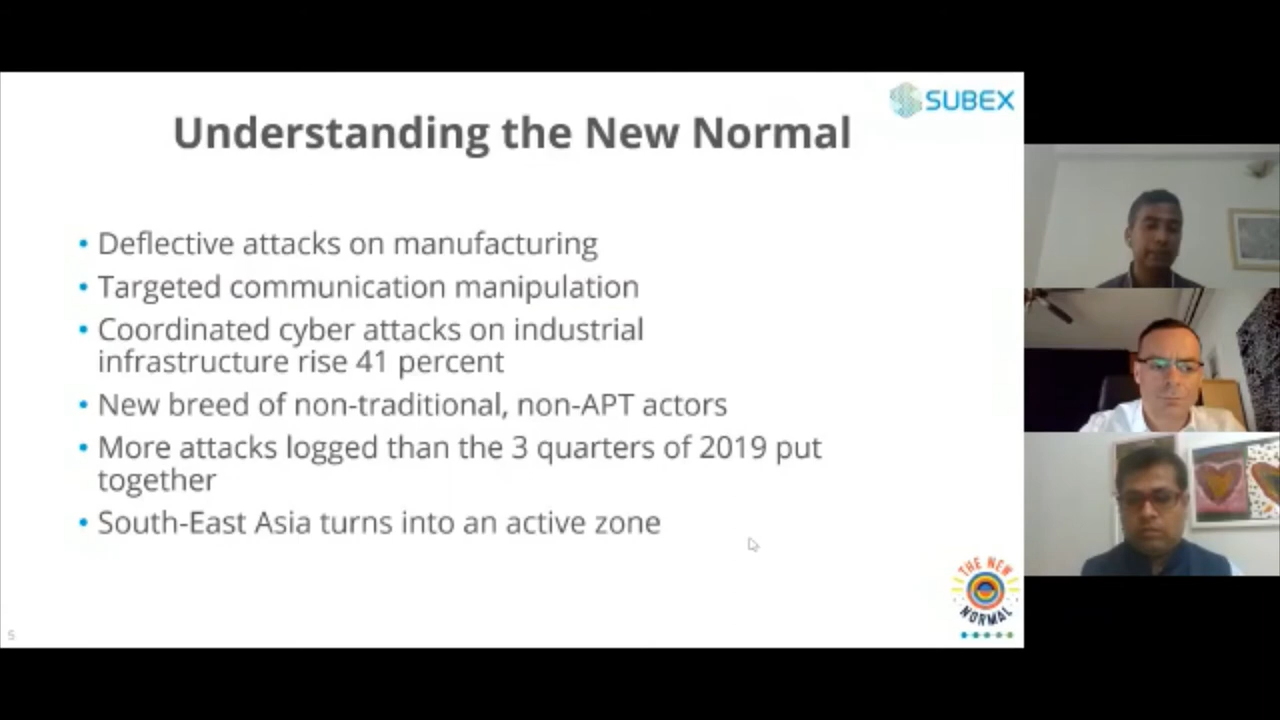 SUBEX
Understanding the New Normal
• Deflective attacks on manufacturing
• Targeted communication manipulation
• Coordinated cyber attacks on industrial
infrastructure rise 41 percent
• New breed of non-traditional, non-APT actors
• More attacks logged than the 3 quarters of 2019 put
together
• South-East Asia turns into an active zone
THE NEW
NORMAL
5